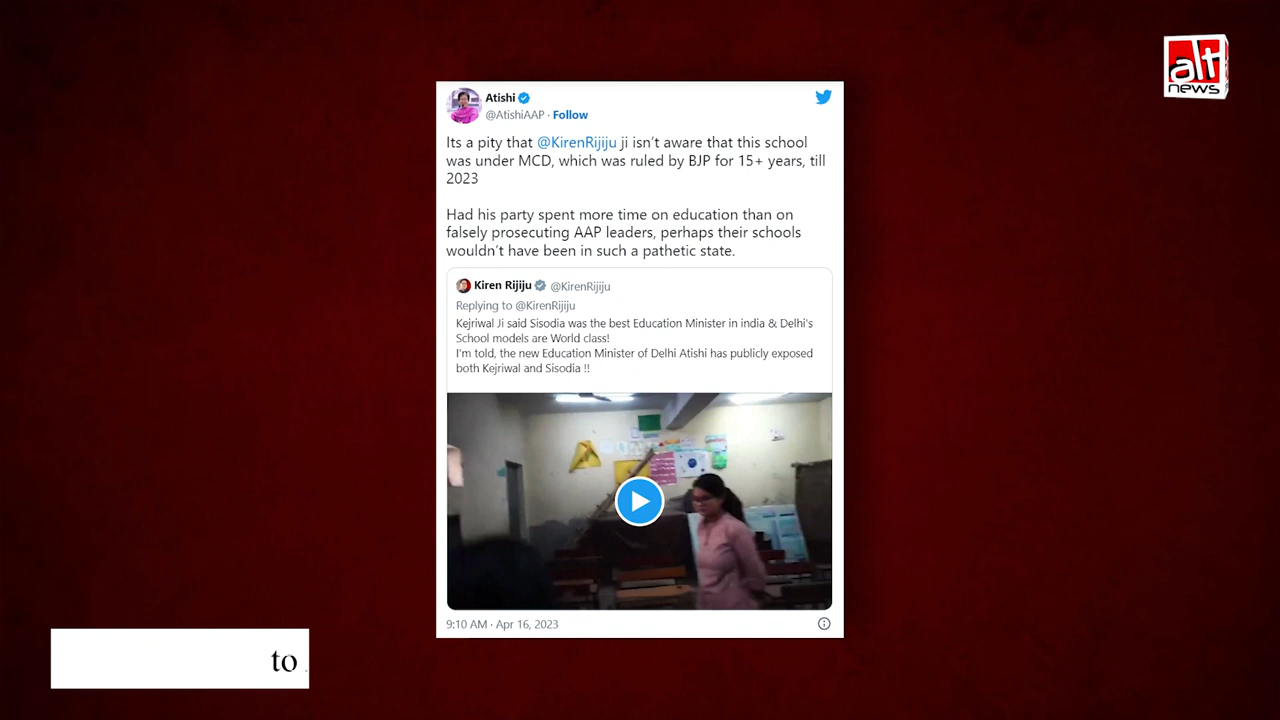 alt
news
Atishi
@AtishiAAP · Follow
Its a pity that @KirenRijiju ji isn’t aware that this school
was under MCD, which was ruled by BJP for 15+ years, till
2023
Had his party spent more time on education than on
falsely prosecuting AAP leaders, perhaps their schools
wouldn’t have been in such a pathetic state.
Kiren Rijiju @KirenRijiju
Replying to @KirenRijiju
Kejriwal Ji said Sisodia was the best Education Minister in india & Delhi's
School models are World class!
I'm told, the new Education Minister of Delhi Atishi has publicly exposed
both Kejriwal and Sisodia !!
9:10 AM · Apr 16, 2023
to